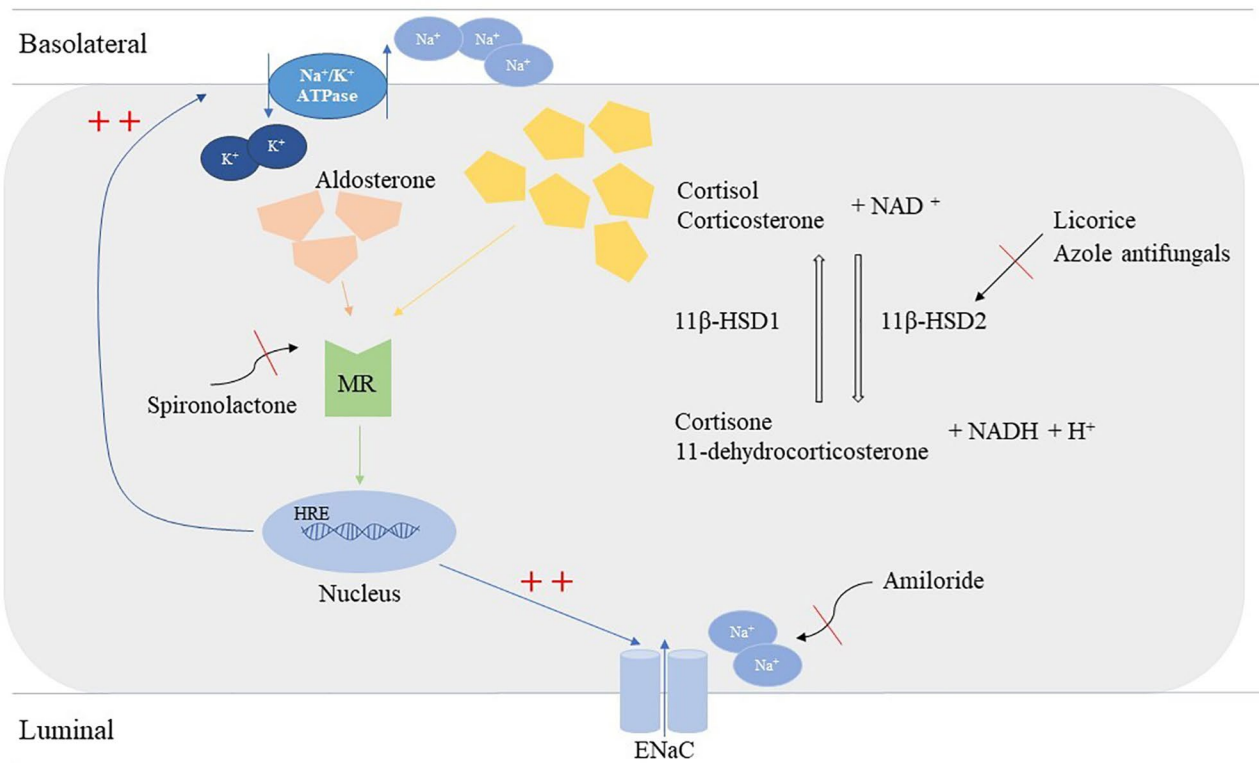 Basolateral
Na⁺
Na⁺
Na⁺
Na⁺/K⁺
ATPase
+ +
K⁺
K⁺
Aldosterone
Cortisol
Corticosterone
+ NAD ⁺
Licorice
Azole antifungals
11β-HSD1
11β-HSD2
MR
Spironolactone
Cortisone
11-dehydrocorticosterone
+ NADH + H⁺
HRE
Nucleus
+ +
Amiloride
Na⁺
Na⁺
Luminal
ENaC